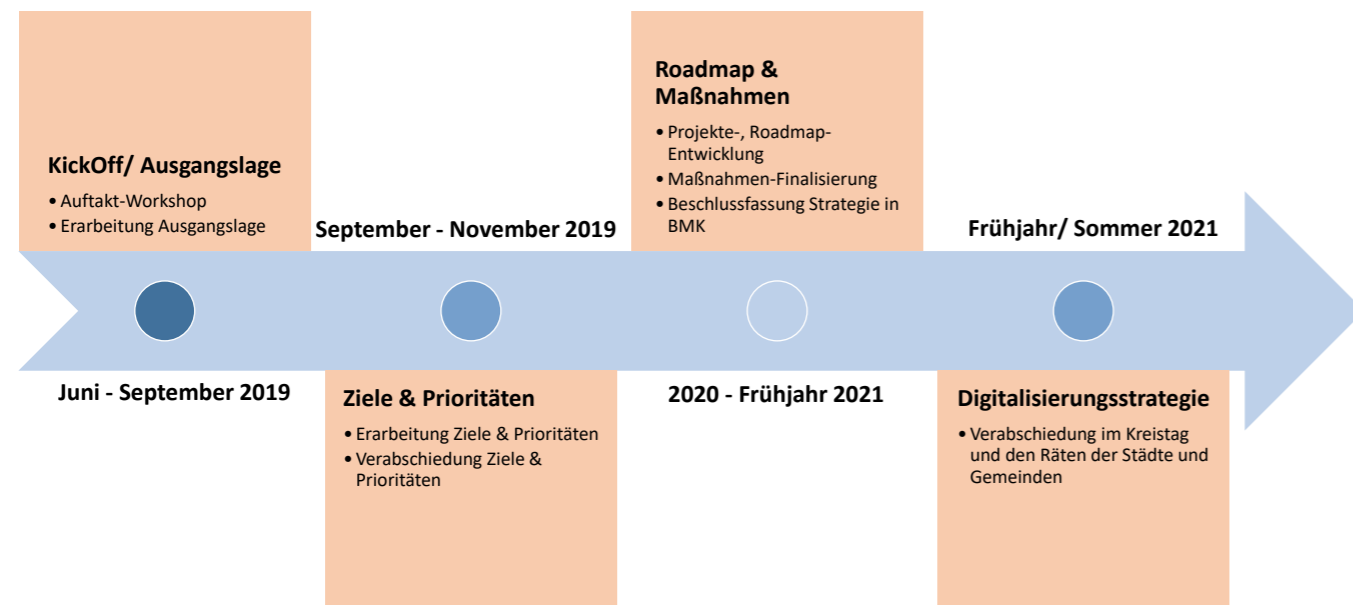 KickOff/ Ausgangslage
• Auftakt-Workshop
• Erarbeitung Ausgangslage
Juni - September 2019
September - November 2019
Ziele & Prioritäten
• Erarbeitung Ziele & Prioritäten
• Verabschiedung Ziele &
Prioritäten
Roadmap &
Maßnahmen
• Projekte-, Roadmap-
Entwicklung
• Maßnahmen-Finalisierung
• Beschlussfassung Strategie in
BMK
2020 - Frühjahr 2021
Frühjahr/ Sommer 2021
Digitalisierungsstrategie
• Verabschiedung im Kreistag
und den Räten der Städte und
Gemeinden